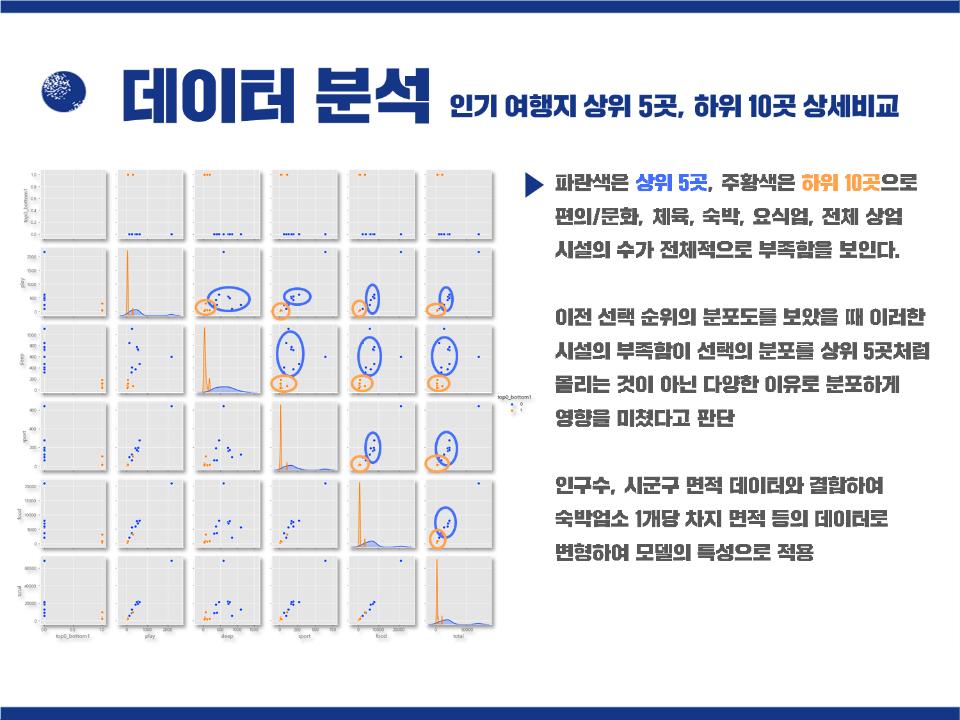 데이터 분석 인기 여행지 상위 5곳, 하위 10곳 상세비교
파란색은 상위 5곳, 주황색은 하위 10곳으로
편의/문화, 체육, 숙박, 요식업, 전체 상업
시설의 수가 전체적으로 부족함을 보인다.
이전 선택 순위의 분포도를 보았을 때 이러한
시설의 부족함이 선택의 분포를 상위 5곳처럼
몰리는 것이 아닌 다양한 이유로 분포하게
영향을 미쳤다고 판단
인구수, 시군구 면적 데이터와 결합하여
숙박업소 1개당 차지 면적 등의 데이터로
변형하여 모델의 특성으로 적용
top0_bottom1
play
sleep
sport
food
total
top0_bottom1
0
1
top0_bottom1 play sleep sport food total